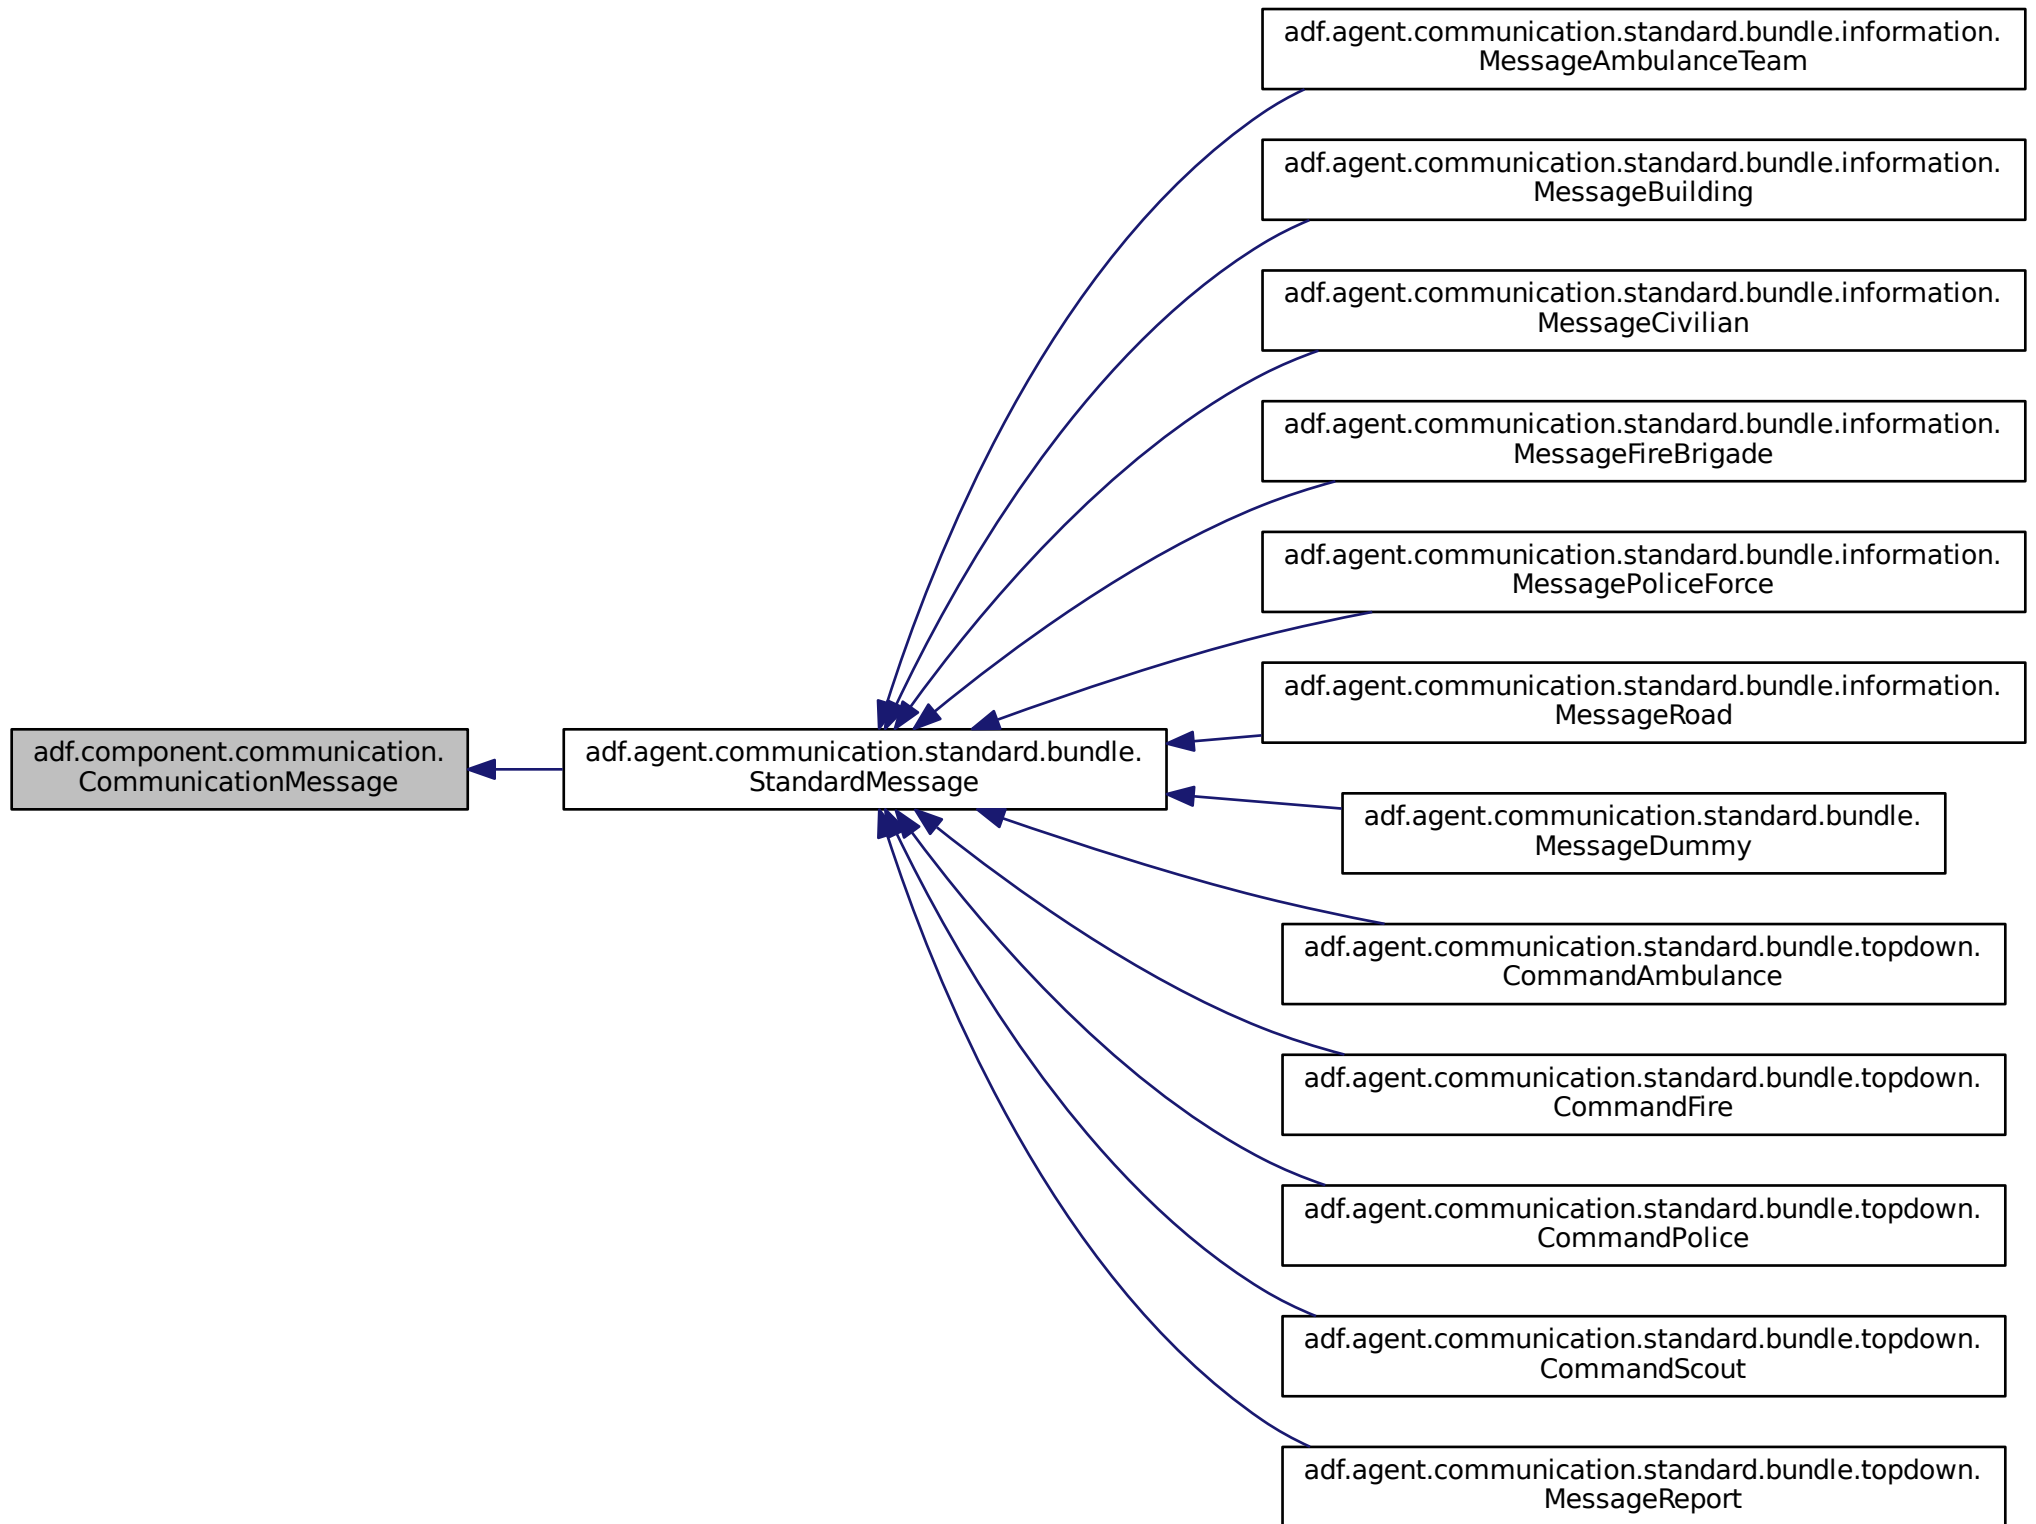 adf.agent.communication.standard.bundle.information.
MessageAmbulanceTeam
adf.agent.communication.standard.bundle.information.
MessageBuilding
adf.agent.communication.standard.bundle.information.
MessageCivilian
adf.agent.communication.standard.bundle.information.
MessageFireBrigade
adf.agent.communication.standard.bundle.information.
MessagePoliceForce
adf.agent.communication.standard.bundle.information.
MessageRoad
adf.component.communication.
CommunicationMessage
adf.agent.communication.standard.bundle.
StandardMessage
adf.agent.communication.standard.bundle.
MessageDummy
adf.agent.communication.standard.bundle.topdown.
CommandAmbulance
adf.agent.communication.standard.bundle.topdown.
CommandFire
adf.agent.communication.standard.bundle.topdown.
CommandPolice
adf.agent.communication.standard.bundle.topdown.
CommandScout
adf.agent.communication.standard.bundle.topdown.
MessageReport